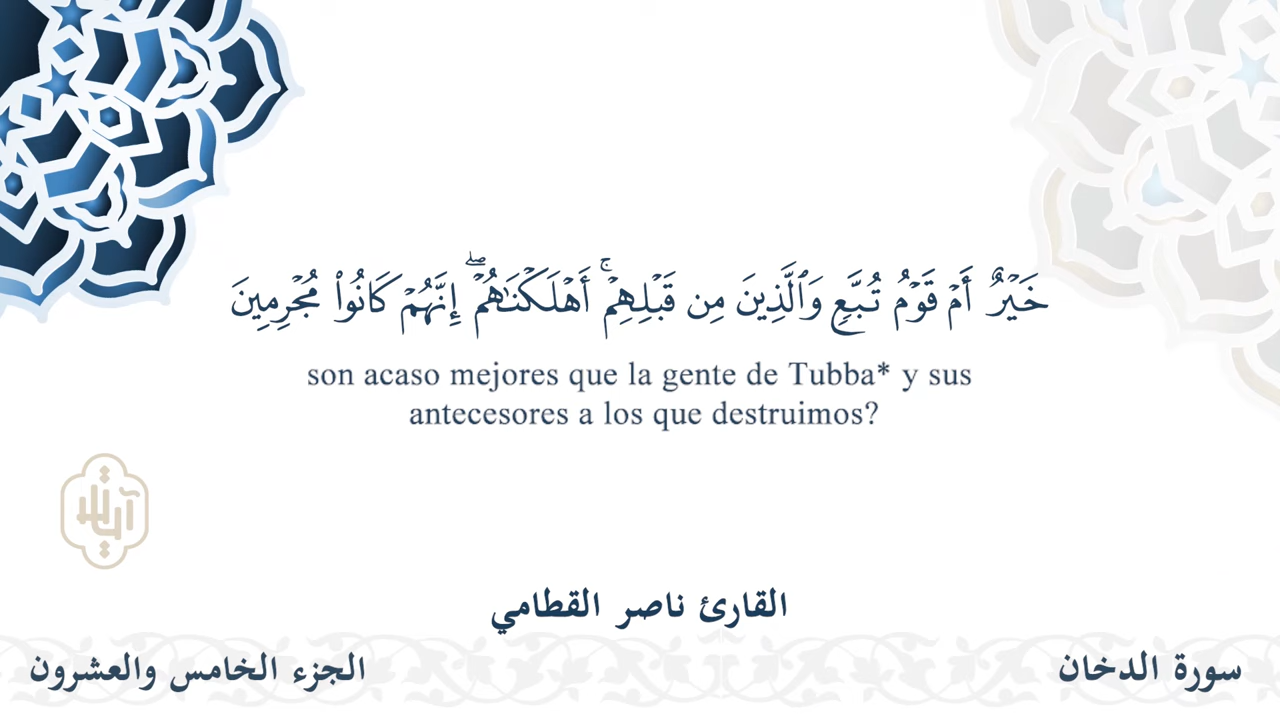 خَيْرٌ أَمْ قَوْمُ تُبَّعٍ وَٱلَّذِينَ مِن قَبْلِهِمْ ۚ أَهْلَكْنَـٰهُمْ ۖ إِنَّهُمْ كَانُوا۟ مُجْرِمِينَ
son acaso mejores que la gente de Tubba* y sus
antecesores a los que destruimos?
القارئ ناصر القطامي
سورة الدخان
الجزء الخامس والعشرون